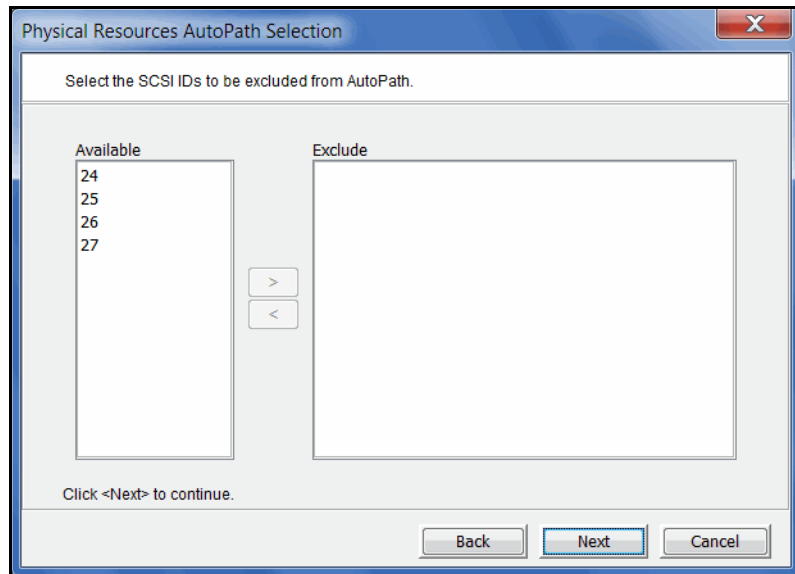 Physical Resources AutoPath Selection
X
Select the SCSI IDs to be excluded from AutoPath.
Available
Exclude
24
25
26
27
>
<
Click <Next> to continue.
Back
Next
Cancel